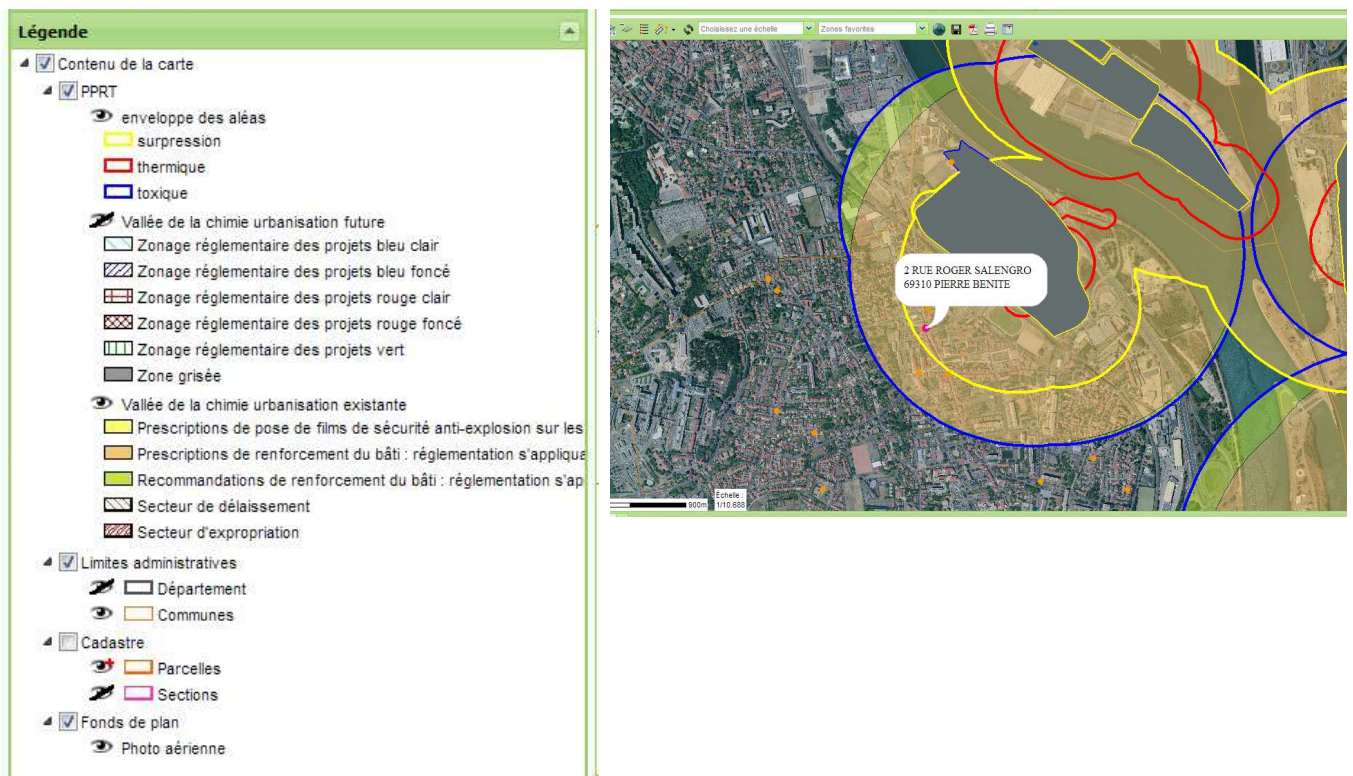 Légende
Contenu de la carte
PPRT
enveloppe des aléas
surpression
thermique
toxique
Vallée de la chimie urbanisation future
Zonage réglementaire des projets bleu clair
Zonage réglementaire des projets bleu foncé
Zonage réglementaire des projets rouge clair
Zonage réglementaire des projets rouge foncé
Zonage réglementaire des projets vert
Zone grisée
Vallée de la chimie urbanisation existante
Prescriptions de pose de films de sécurité anti-explosion sur les
Prescriptions de renforcement du bâti : réglementation s'appliqua
Recommandations de renforcement du bâti : réglementation s'ap
Secteur de délaissement
Secteur d'expropriation
Limites administratives
Département
Communes
Cadastre
Parcelles
Sections
Fonds de plan
Photo aérienne
Choisissez une échelle
Zones favorites
2 RUE ROGER SALENGRO
69310 PIERRE BENITE
900m
Échelle :
1/10.688